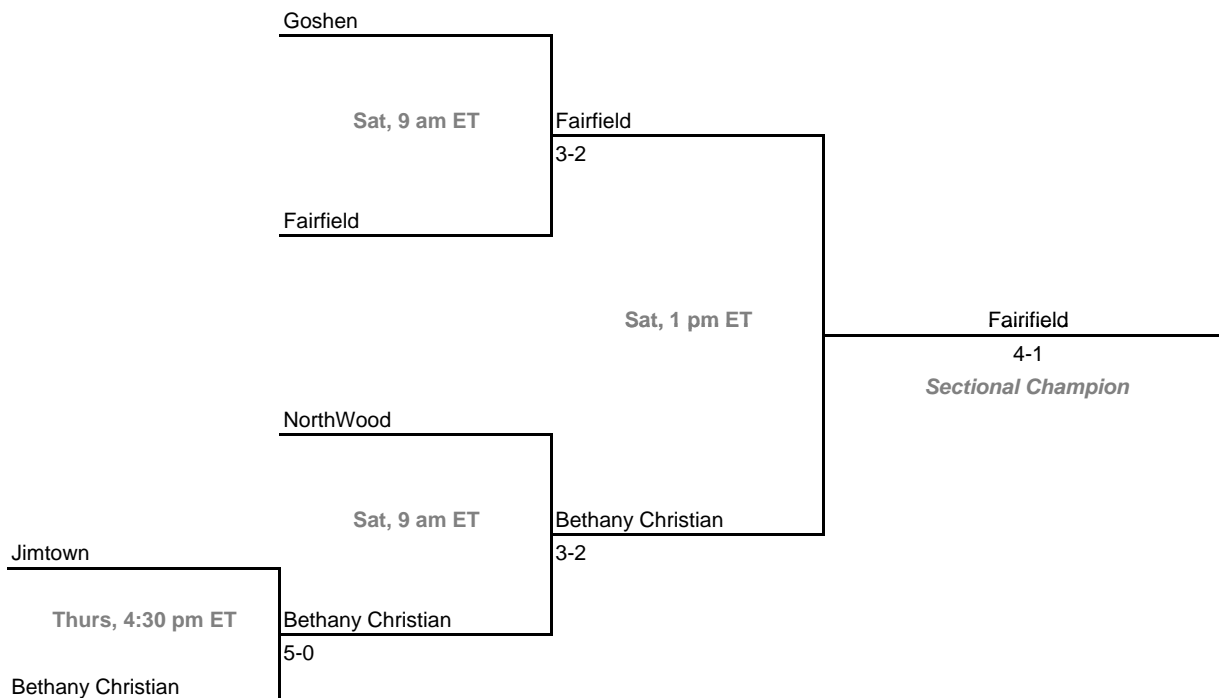 Goshen
Sat, 9 am ET
Fairfield
3-2
Fairfield
Sat, 1 pm ET
Fairifield
4-1
Sectional Champion
NorthWood
Sat, 9 am ET
Bethany Christian
3-2
Jimtown
Thurs, 4:30 pm ET
Bethany Christian
5-0
Bethany Christian